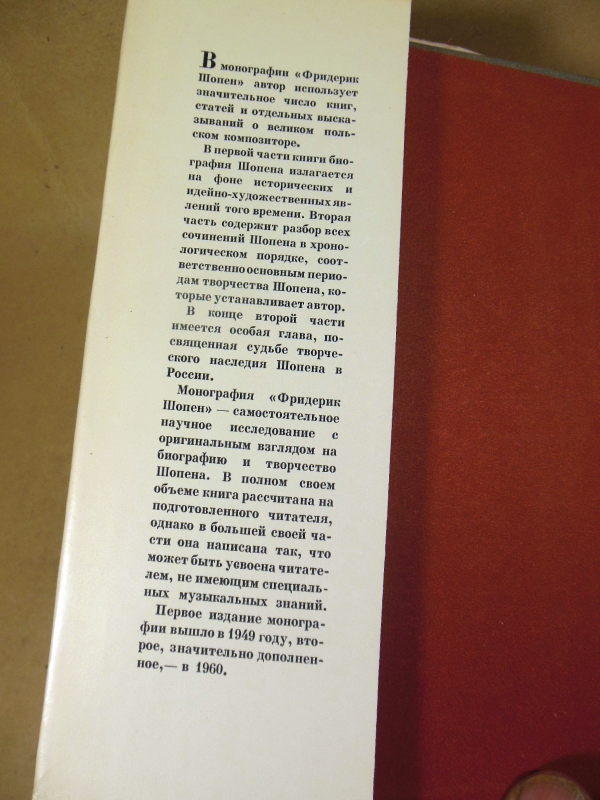 В монографии «Фридерик
Шопен» автор использует
значительное число книг,
статей и отдельных выска-
зываний о великом поль-
ском композиторе.
В первой части книги био-
графия Шопена излагается
на фоне исторических и
идейно-художественных яв-
лений того времени. Вторая
часть содержит разбор всех
сочинений Шопена в хроно-
логическом порядке, соот-
ветственно основным перио-
дам творчества Шопена, ко-
торые устанавливает автор.
В конце второй части
имеется особая глава, по-
священная судьбе творче-
ского наследия Шопена в
России.
Монография «Фридерик
Шопен» — самостоятельное
научное исследование с
оригинальным взглядом на
биографию и творчество
Шопена. В полном своем
объеме книга рассчитана на
подготовленного читателя,
однако в большей своей ча-
сти она написана так, что
может быть усвоена читате-
лем, не имеющим специаль-
ных музыкальных знаний.
Первое издание моногра-
фии вышло в 1949 году, вто-
рое, значительно дополнен-
ное,— в 1960.